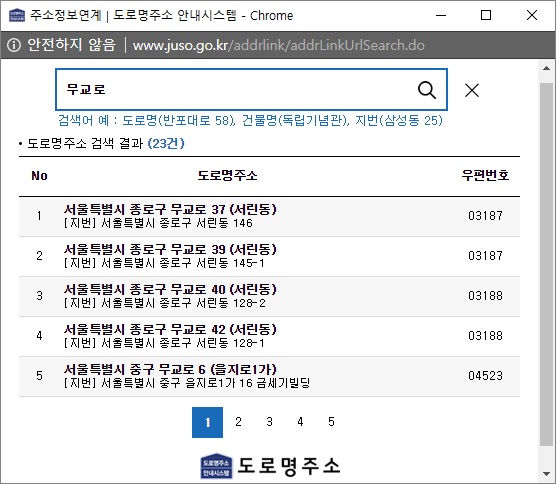 주소정보연계 | 도로명주소 안내시스템 - Chrome
안전하지 않음 | www.juso.go.kr/addrlink/addrLinkUrlSearch.do
무교로
검색어 예 : 도로명(반포대로 58), 건물명(독립기념관), 지번(삼성동 25)
• 도로명주소 검색 결과 (23건)
No 도로명주소 우편번호
1 서울특별시 종로구 무교로 37 (서린동) 03187
[지번] 서울특별시 종로구 서린동 146
2 서울특별시 종로구 무교로 39 (서린동) 03187
[지번] 서울특별시 종로구 서린동 145-1
3 서울특별시 종로구 무교로 40 (서린동) 03188
[지번] 서울특별시 종로구 서린동 128-2
4 서울특별시 종로구 무교로 42 (서린동) 03188
[지번] 서울특별시 종로구 서린동 128-1
5 서울특별시 중구 무교로 6 (을지로1가) 04523
[지번] 서울특별시 중구 을지로1가 16 금세기빌딩
1 2 3 4 5
도로명주소 안내시스템 도로명주소